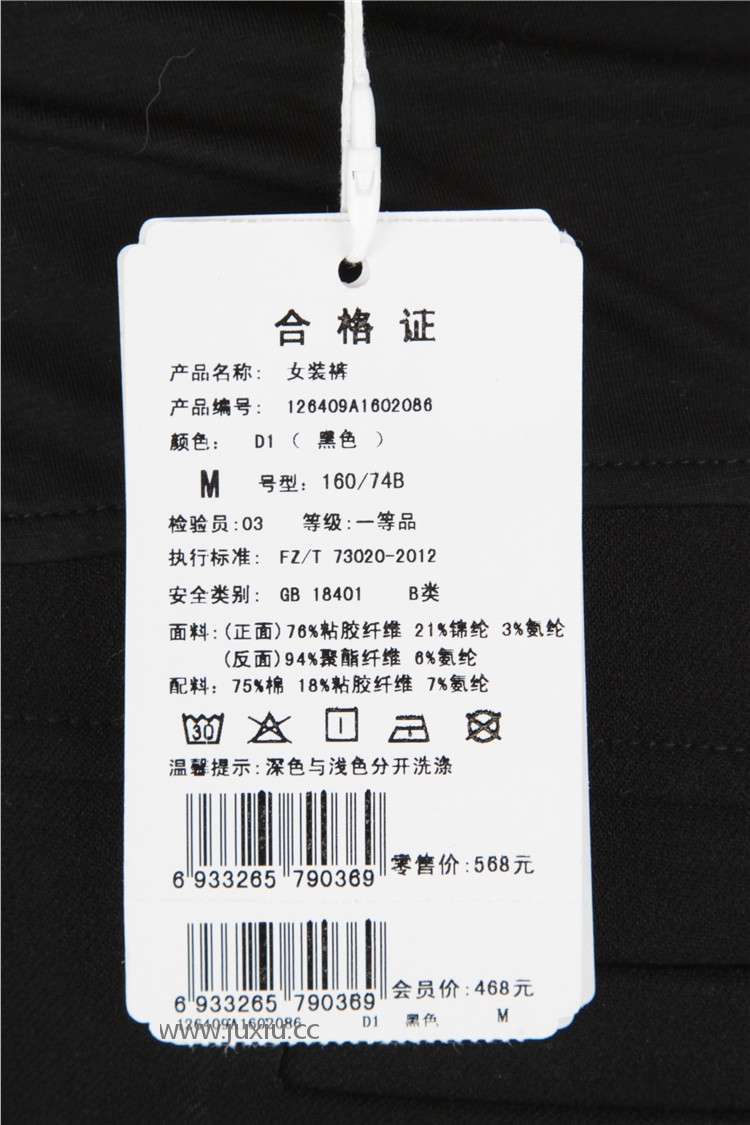 合格证
产品名称: 女装裤
产品编号: 126409A1602086
颜色: D1 ( 黑色 )
M 号型: 160/74B
检验员:03 等级:一等品
执行标准: FZ/T 73020-2012
安全类别: GB 18401 B类
面料:(正面)76%粘胶纤维 21%锦纶 3%氨纶
(反面)94%聚酯纤维 6%氨纶
配料: 75%棉 18%粘胶纤维 7%氨纶
30
温馨提示:深色与浅色分开洗涤
6 933265 790369 零售价:568元
6 933265 790369 会员价:468元
126409A1602086 D1 黑色 M
www.juxiu.cc